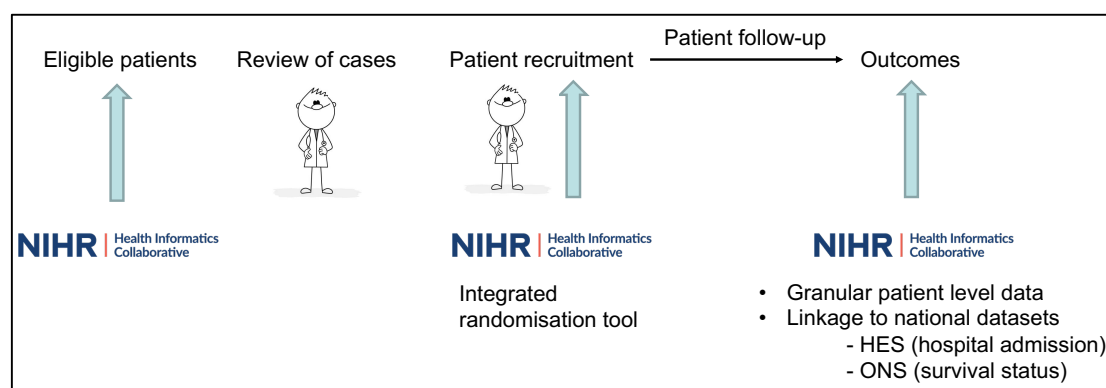 Patient follow-up
Eligible patients
Review of cases
Patient recruitment
Outcomes
NIHR | Health Informatics
Collaborative
NIHR | Health Informatics
Collaborative
NIHR | Health Informatics
Collaborative
Integrated
randomisation tool
• Granular patient level data
• Linkage to national datasets
- HES (hospital admission)
- ONS (survival status)